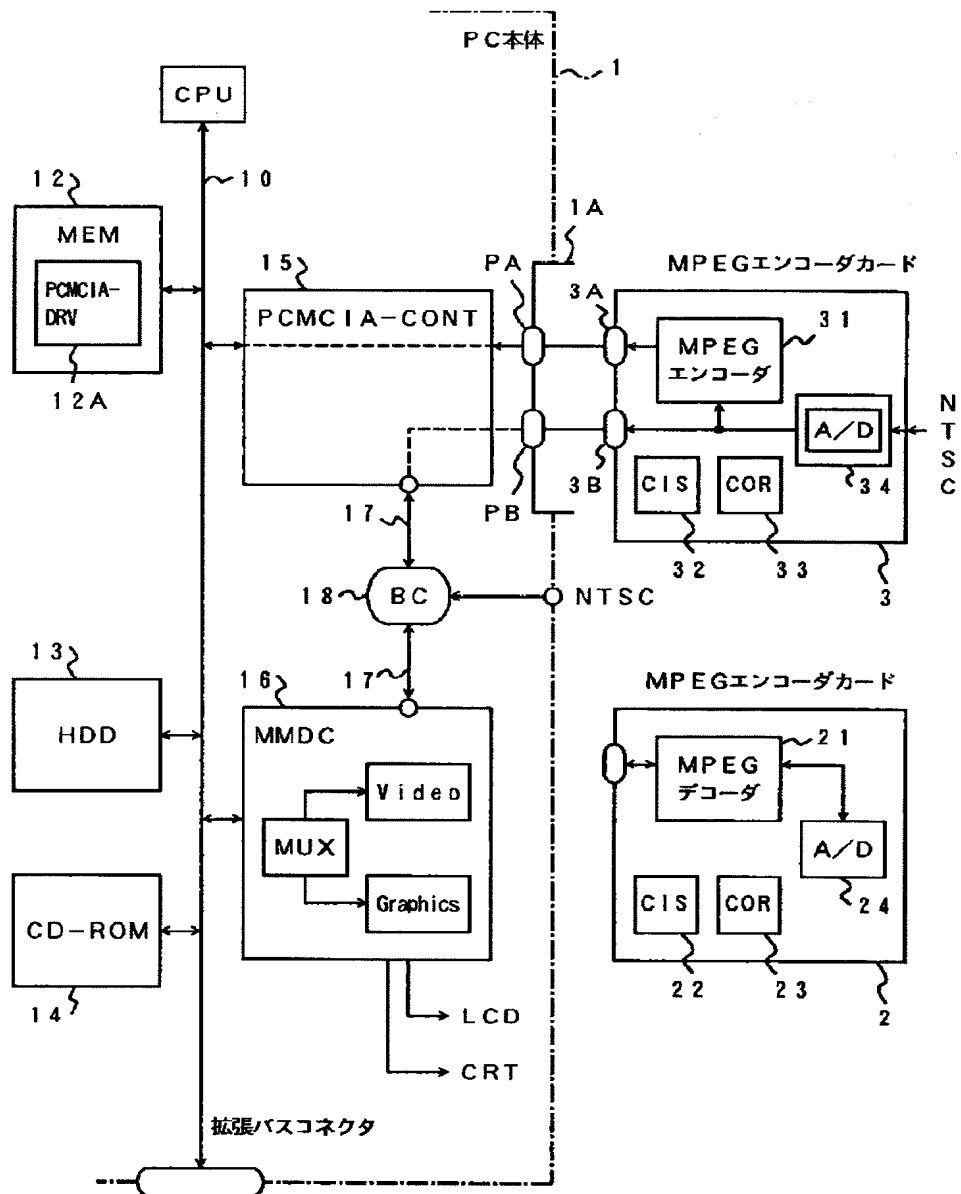 PC本体
1
CPU
10
12
MEM
PCMCIA-
DRV
12A
15
PCMCIA-CONT
PA
1A
3A
MPEGエンコーダカード
31
MPEG
エンコーダ
A/D
34
NTSC
PB
3B
CIS
COR
32
33
3
17
18
BC
NTSC
17
13
HDD
16
MMDC
Video
MUX
Graphics
MPEGエンコーダカード
21
MPEG
デコーダ
A/D
24
CIS
COR
22
23
2
CD-ROM
14
LCD
CRT
拡張バスコネクタ